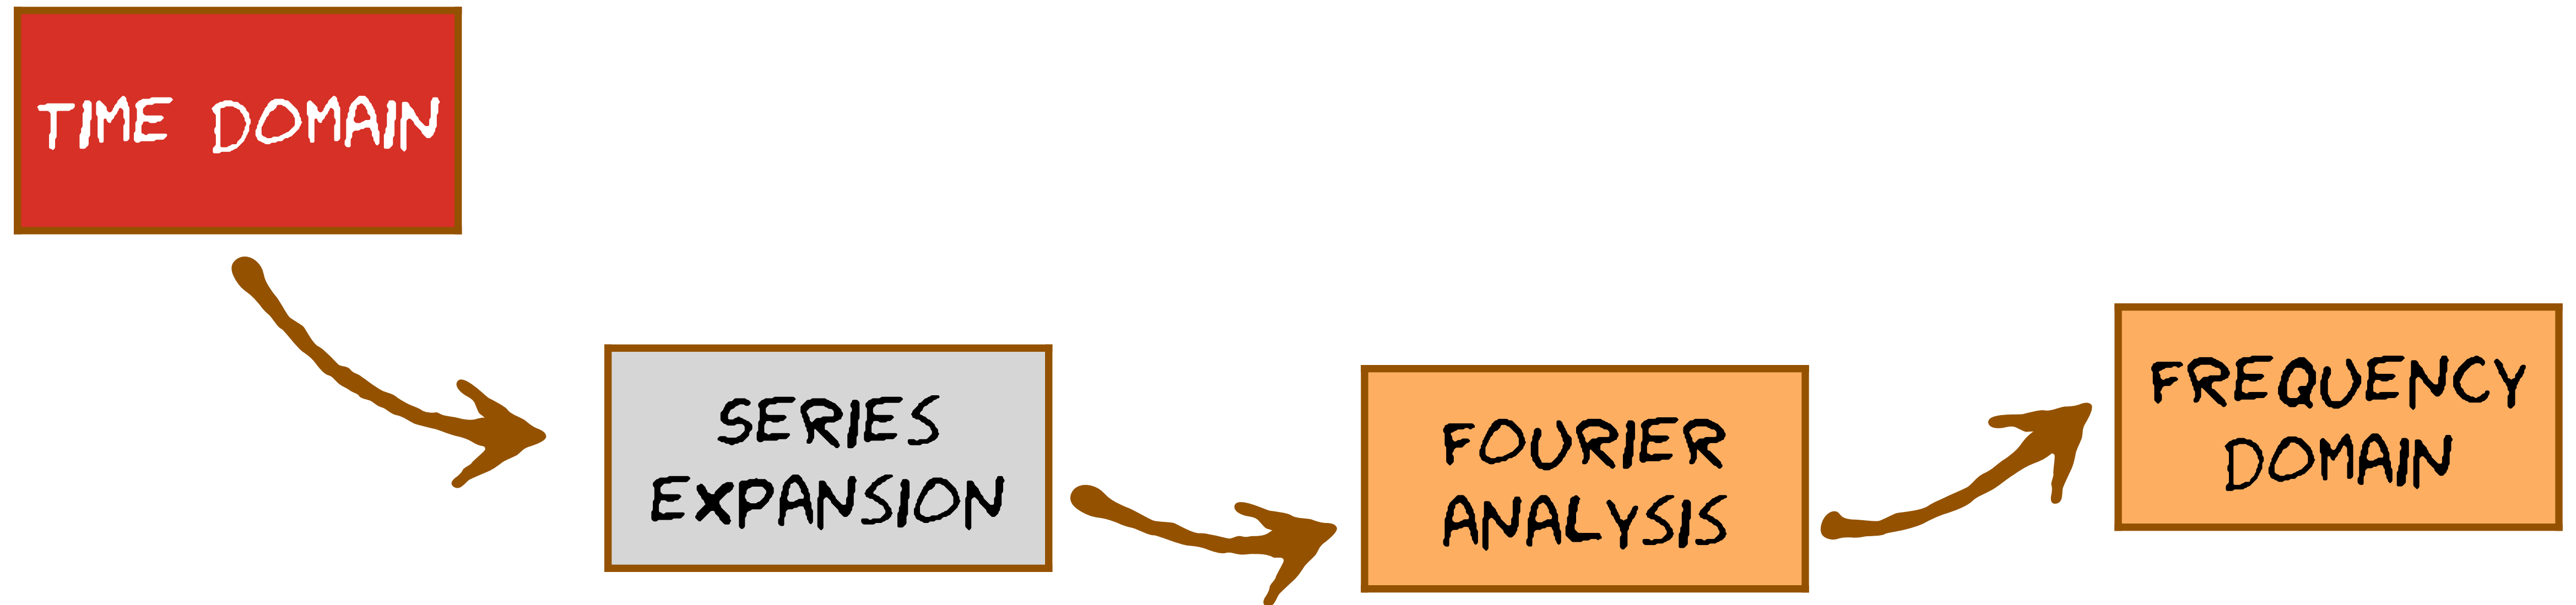 TIME DOMAIN
SERIES
EXPANSION
FOURIER
ANALYSIS
FREQUENCY
DOMAIN